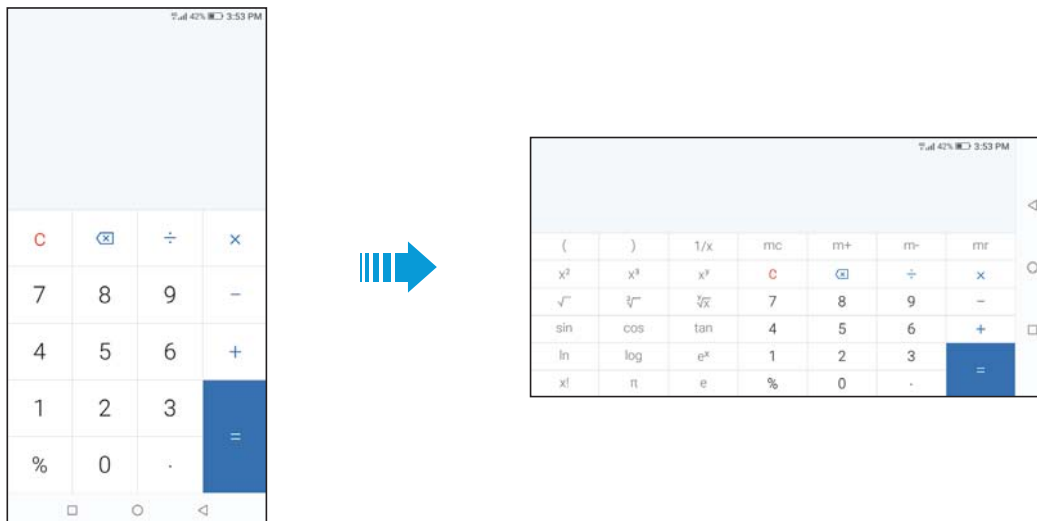 42% 3:53 PM
C ÷ ×
7 8 9 −
4 5 6 +
1 2 3
=
% 0 .
42% 3:53 PM
( ) 1/x mc m+ m- mr
x² x³ xʸ C ÷ ×
√ ∛ ʸ√x 7 8 9 −
sin cos tan 4 5 6 +
ln log eˣ 1 2 3
=
x! π e % 0 .